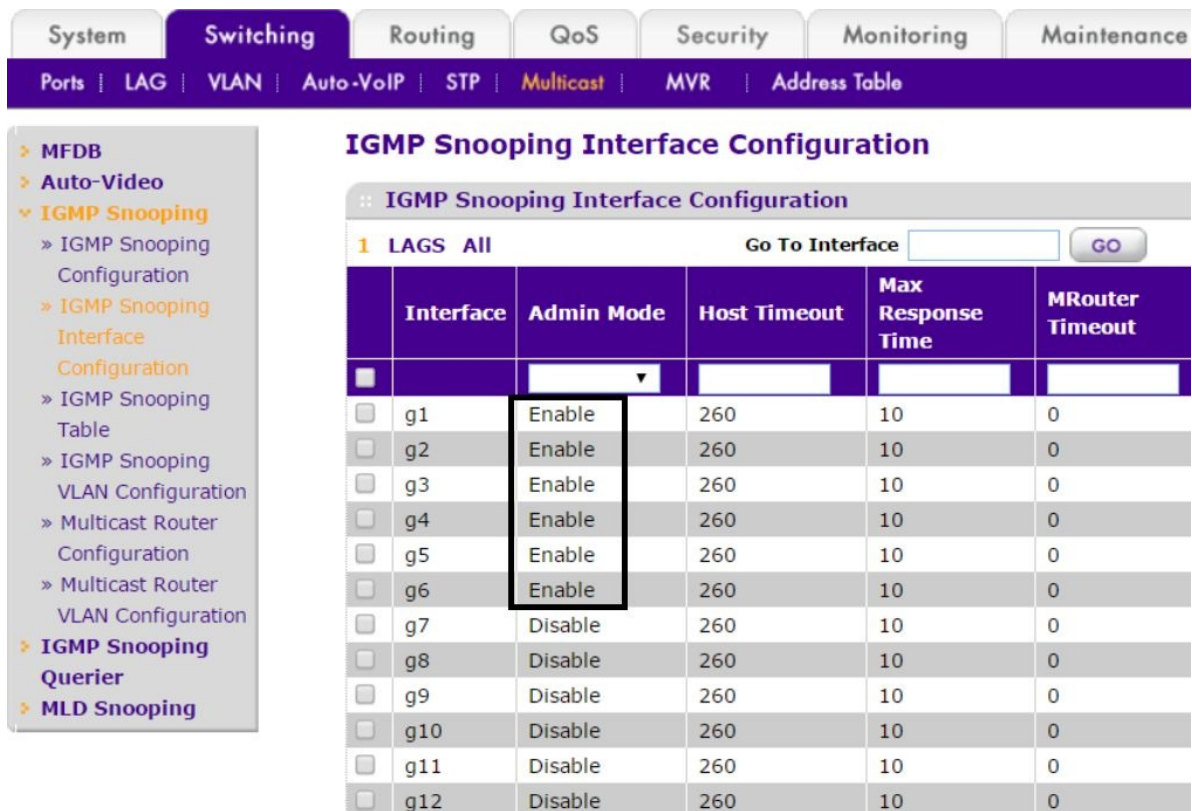 System Switching Routing QoS Security Monitoring Maintenance
Ports LAG VLAN Auto-VoIP STP Multicast MVR Address Table
MFDB
Auto-Video
IGMP Snooping
» IGMP Snooping
Configuration
» IGMP Snooping
Interface
Configuration
» IGMP Snooping
Table
» IGMP Snooping
VLAN Configuration
» Multicast Router
Configuration
» Multicast Router
VLAN Configuration
IGMP Snooping
Querier
MLD Snooping
IGMP Snooping Interface Configuration
IGMP Snooping Interface Configuration
1 LAGS All Go To Interface GO
Interface Admin Mode Host Timeout Max Response Time MRouter Timeout
g1 Enable 260 10 0
g2 Enable 260 10 0
g3 Enable 260 10 0
g4 Enable 260 10 0
g5 Enable 260 10 0
g6 Enable 260 10 0
g7 Disable 260 10 0
g8 Disable 260 10 0
g9 Disable 260 10 0
g10 Disable 260 10 0
g11 Disable 260 10 0
g12 Disable 260 10 0